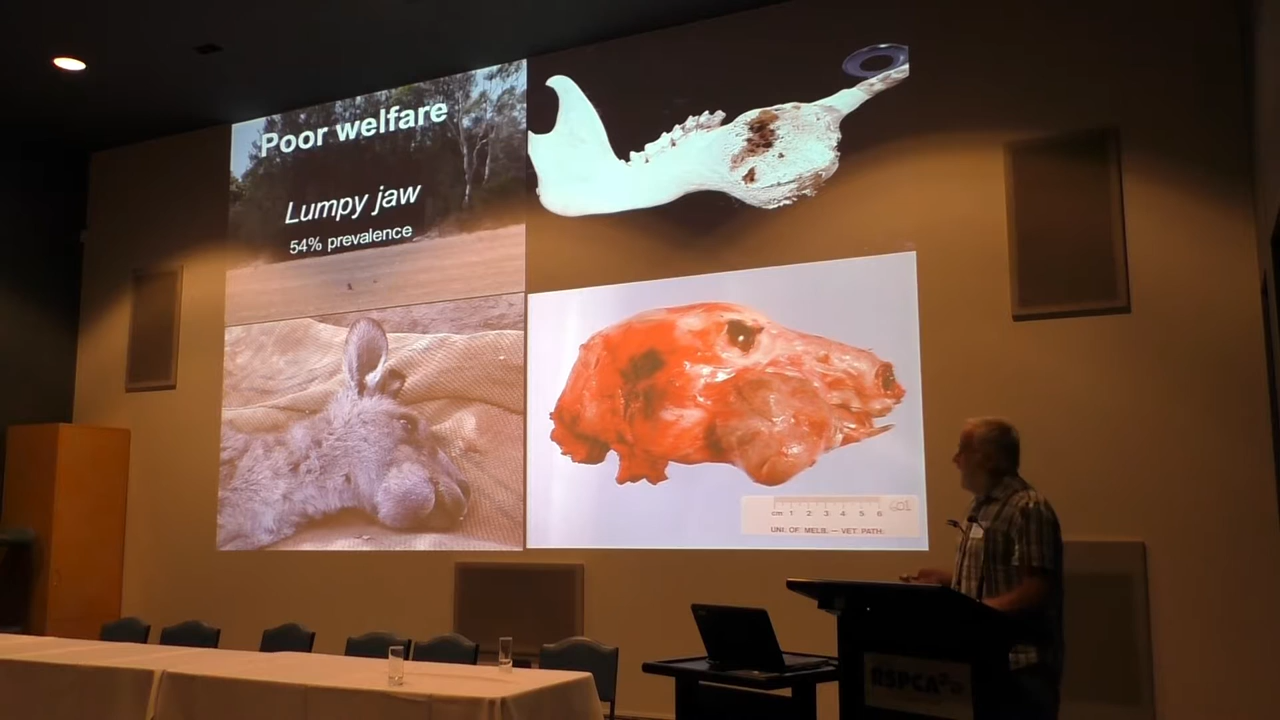 Poor welfare
Lumpy jaw
54% prevalence
cm 1 2 3 4 5 6
UNI. OF MELB. — VET. PATH.
RSPCA